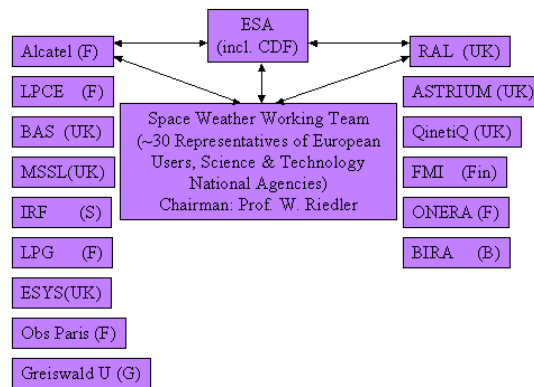 ESA
(incl. CDF)
Alcatel (F)
LPCE (F)
BAS (UK)
MSSL(UK)
IRF (S)
LPG (F)
ESYS(UK)
Obs Paris (F)
Greiswald U (G)
Space Weather Working Team
(~30 Representatives of European
Users, Science & Technology
National Agencies)
Chairman: Prof. W. Riedler
RAL (UK)
ASTRIUM (UK)
QinetiQ (UK)
FMI (Fin)
ONERA (F)
BIRA (B)